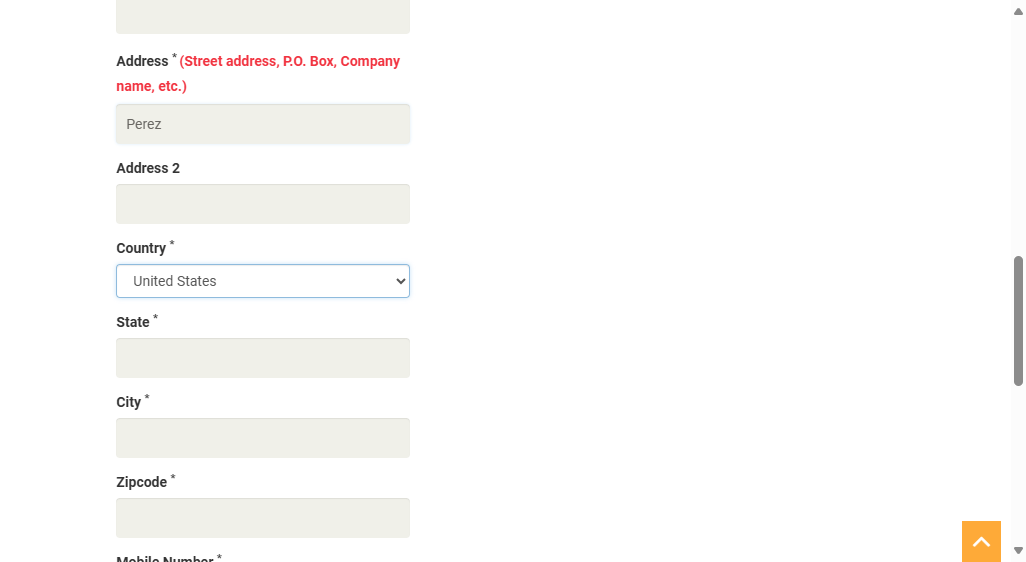 Address * (Street address, P.O. Box, Company
name, etc.)
Perez
Address 2
Country *
United States
State *
City *
Zipcode *
Mobile Number *